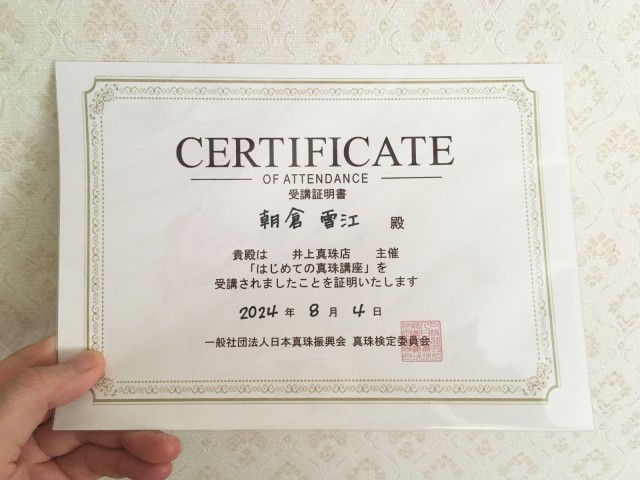 CERTIFICATE
OF ATTENDANCE
受講証明書
朝倉 雪江 殿
貴殿は 井上真珠店 主催
「はじめての真珠講座」を
受講されましたことを証明いたします
2024 年 8 月 4 日
一般社団法人日本真珠振興会 真珠検定委員会